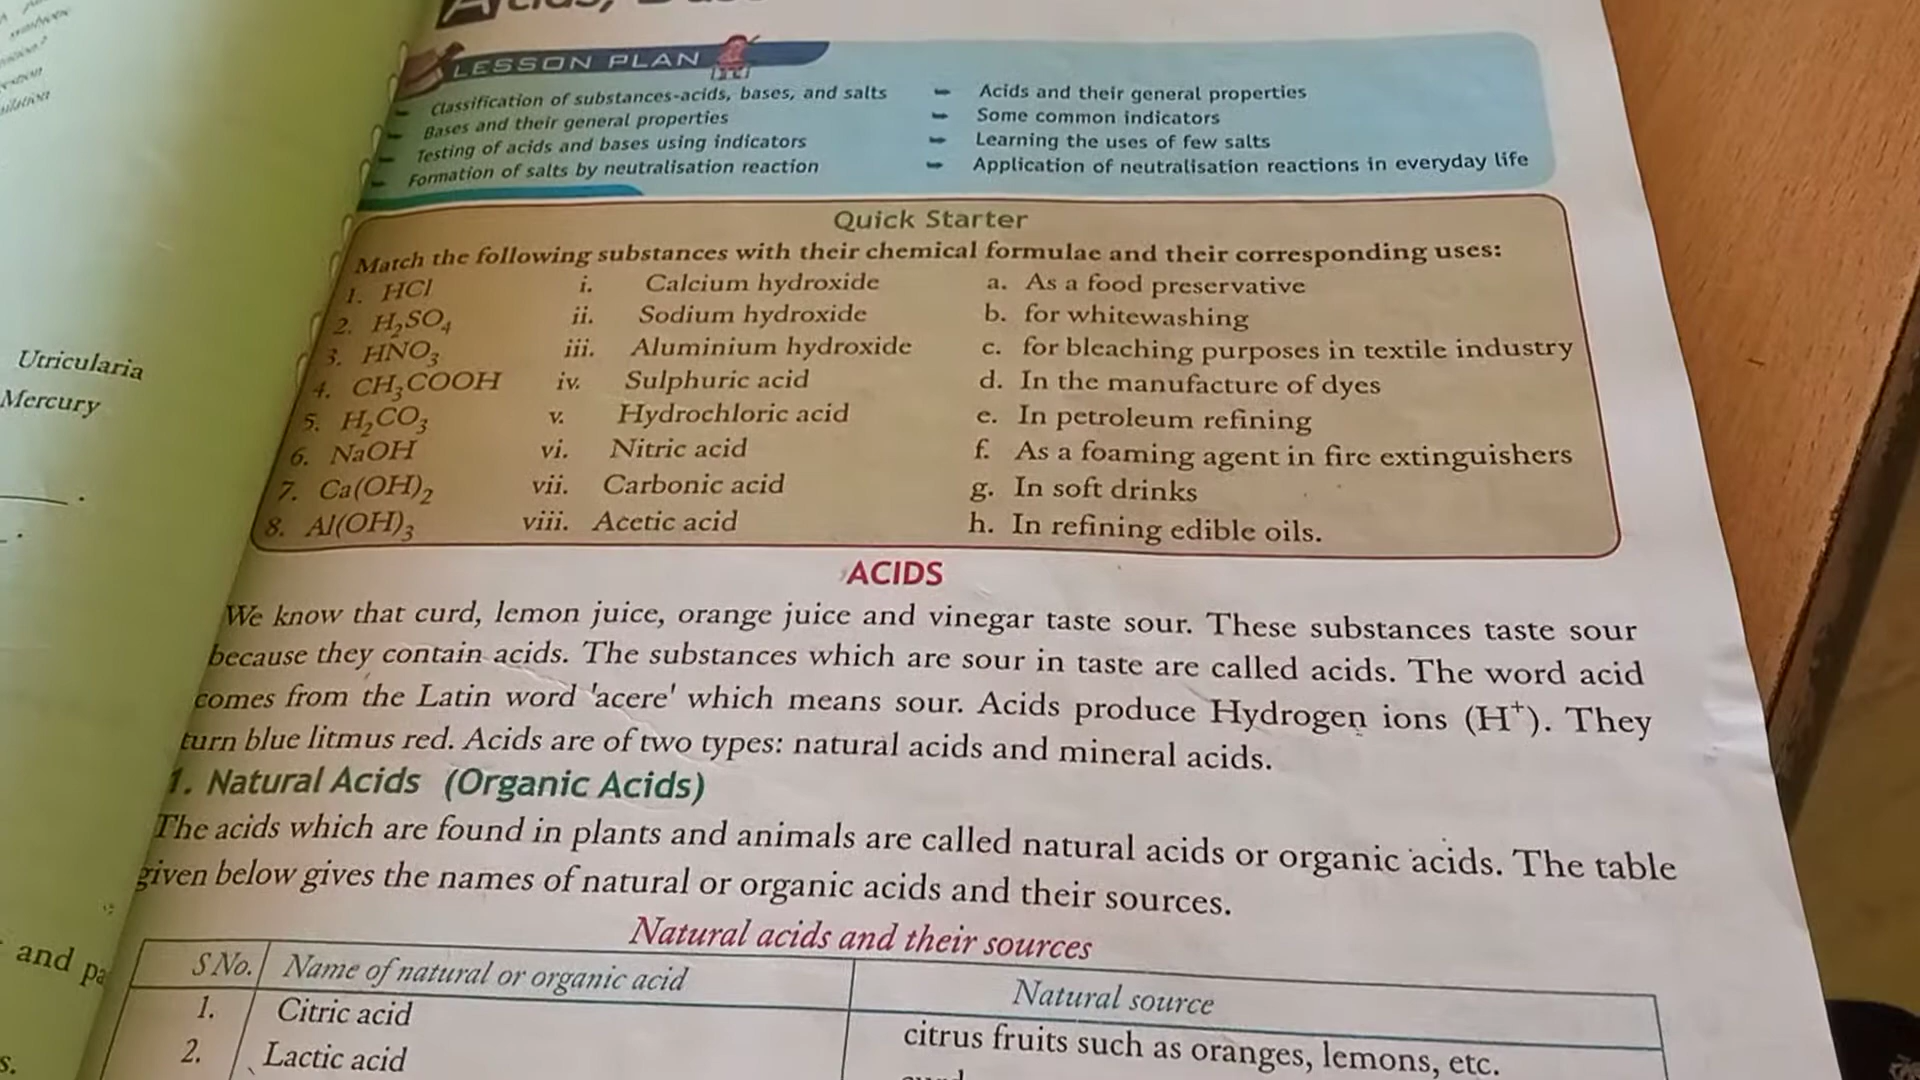 LESSON PLAN
Classification of substances-acids, bases, and salts
Bases and their general properties
Testing of acids and bases using indicators
Formation of salts by neutralisation reaction
Acids and their general properties
Some common indicators
Learning the uses of few salts
Application of neutralisation reactions in everyday life
Quick Starter
Match the following substances with their chemical formulae and their corresponding uses:
1. HCl i. Calcium hydroxide a. As a food preservative
2. H₂SO₄ ii. Sodium hydroxide b. for whitewashing
3. HNO₃ iii. Aluminium hydroxide c. for bleaching purposes in textile industry
4. CH₃COOH iv. Sulphuric acid d. In the manufacture of dyes
5. H₂CO₃ v. Hydrochloric acid e. In petroleum refining
6. NaOH vi. Nitric acid f. As a foaming agent in fire extinguishers
7. Ca(OH)₂ vii. Carbonic acid g. In soft drinks
8. Al(OH)₃ viii. Acetic acid h. In refining edible oils.
ACIDS
We know that curd, lemon juice, orange juice and vinegar taste sour. These substances taste sour
because they contain acids. The substances which are sour in taste are called acids. The word acid
comes from the Latin word 'acere' which means sour. Acids produce Hydrogen ions (H⁺). They
turn blue litmus red. Acids are of two types: natural acids and mineral acids.
1. Natural Acids (Organic Acids)
The acids which are found in plants and animals are called natural acids or organic acids. The table
given below gives the names of natural or organic acids and their sources.
Natural acids and their sources
S No. Name of natural or organic acid Natural source
1. Citric acid citrus fruits such as oranges, lemons, etc.
2. Lactic acid
Utricularia
Mercury
and